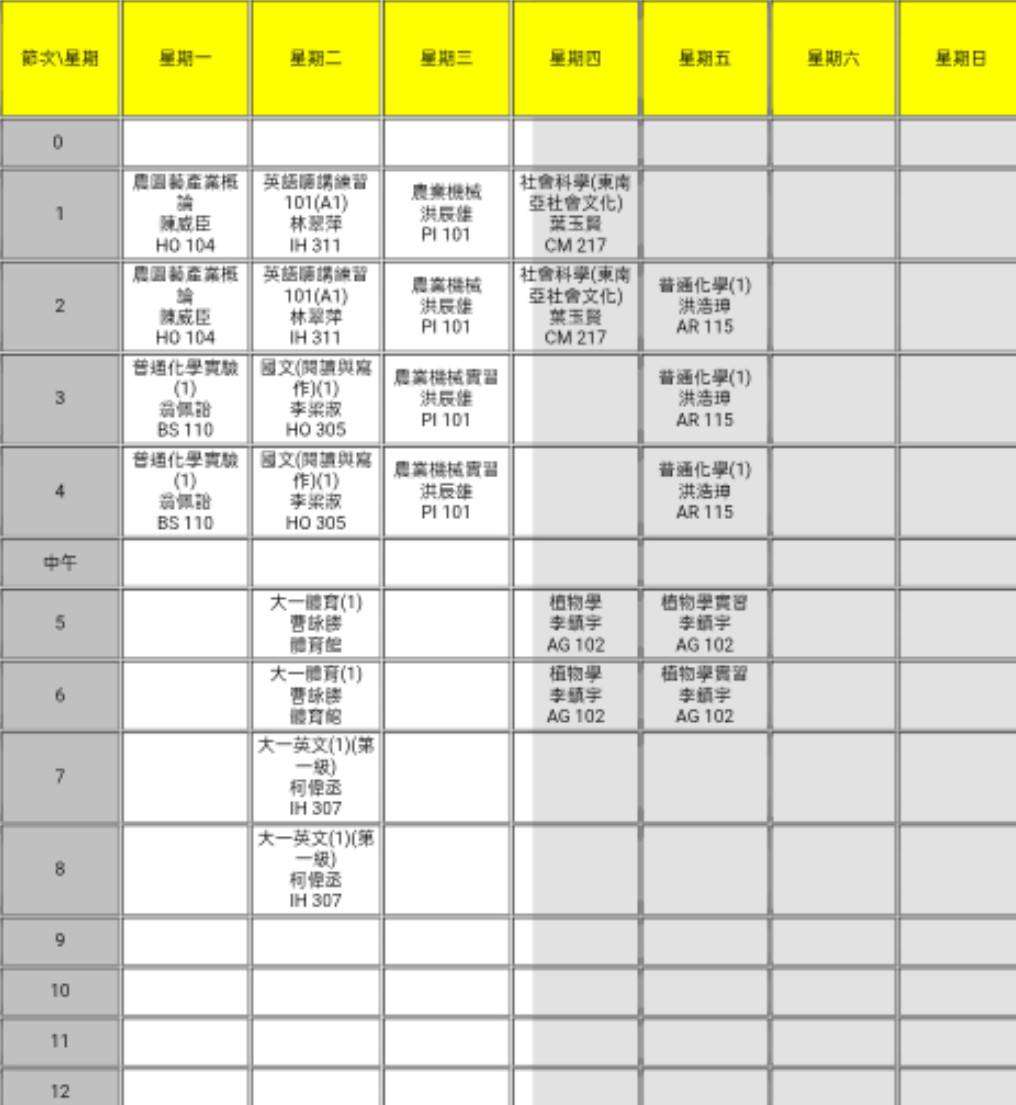 節次\星期 星期一 星期二 星期三 星期四 星期五 星期六 星期日
0
1
農園藝產業概
論
陳威臣
HO 104
英語聽講練習
101(A1)
林翠萍
IH 311
農業機械
洪辰雄
PI 101
社會科學(東南
亞社會文化)
葉玉賢
CM 217
2
農園藝產業概
論
陳威臣
HO 104
英語聽講練習
101(A1)
林翠萍
IH 311
農業機械
洪辰雄
PI 101
社會科學(東南
亞社會文化)
葉玉賢
CM 217
普通化學(1)
洪浩
AR 115
3
普通化學實驗
(1)
翁佩詒
BS 110
國文(閱讀與寫
作)(1)
李梁淑
HO 305
農業機械實習
洪辰雄
PI 101
普通化學(1)
洪浩
AR 115
4
普通化學實驗
(1)
翁佩詒
BS 110
國文(閱讀與寫
作)(1)
李梁淑
HO 305
農業機械實習
洪辰雄
PI 101
普通化學(1)
洪浩
AR 115
中午
5
大一體育(1)
曹詠勝
體育館
植物學
李鎮宇
AG 102
植物學實習
李鎮宇
AG 102
6
大一體育(1)
曹詠勝
體育館
植物學
李鎮宇
AG 102
植物學實習
李鎮宇
AG 102
7
大一英文(1)(第
一級)
柯偉丞
IH 307
8
大一英文(1)(第
一級)
柯偉丞
IH 307
9
10
11
12